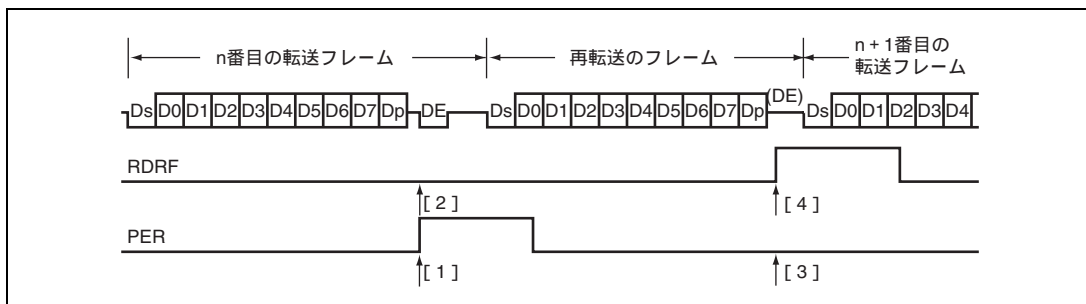 n番目の転送フレーム
再転送のフレーム
n + 1番目の
転送フレーム
Ds D0 D1 D2 D3 D4 D5 D6 D7 Dp DE Ds D0 D1 D2 D3 D4 D5 D6 D7 Dp (DE) Ds D0 D1 D2 D3 D4
RDRF
[ 2 ]
[ 4 ]
PER
[ 1 ]
[ 3 ]